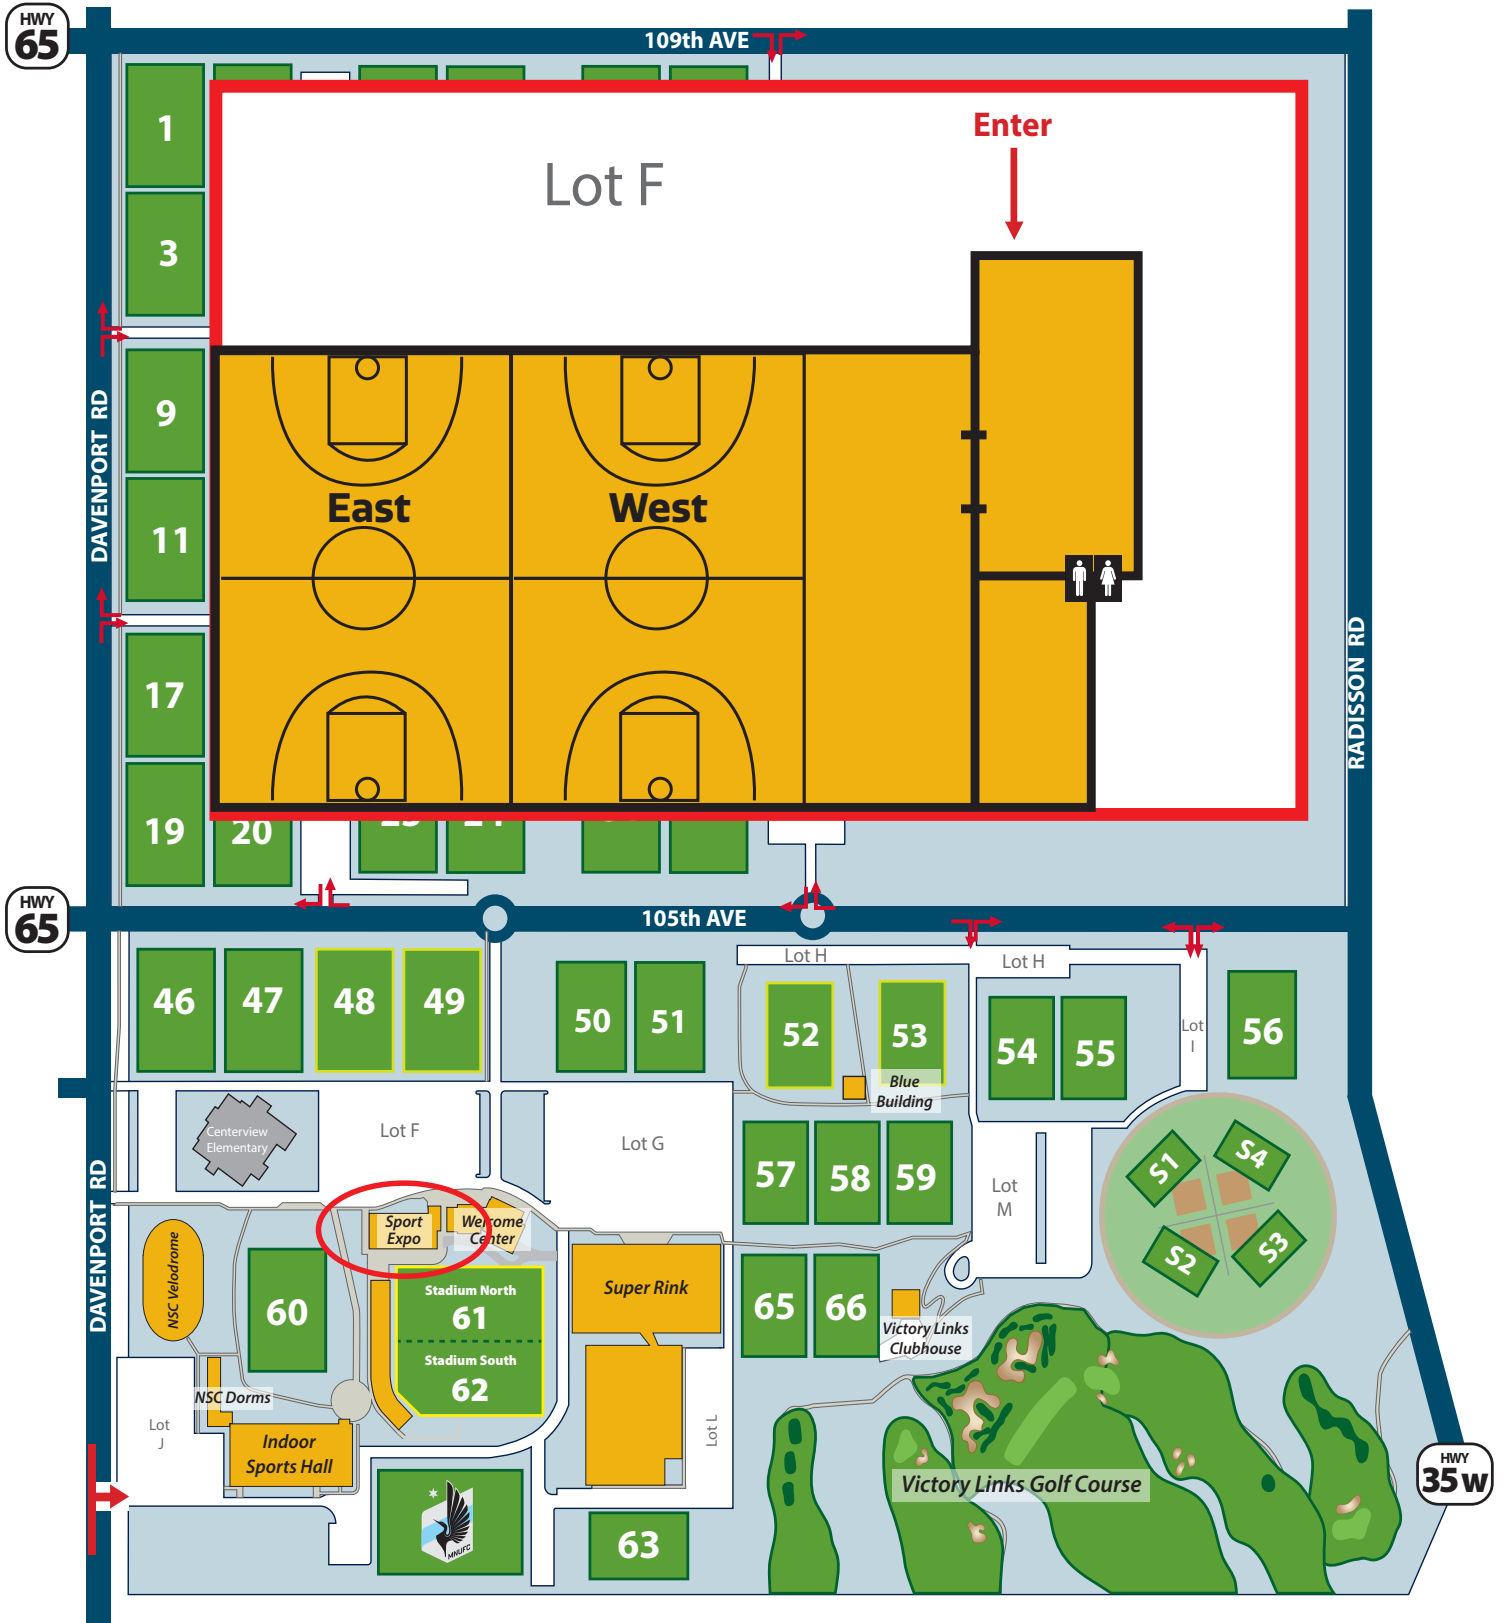 HWY
65
109th AVE
1
Enter
Lot F
3
9
East
West
11
DAVENPORT RD
17
RADISSON RD
19
20
HWY
65
105th AVE
Lot H
Lot H
46
47
48
49
50
51
52
53
54
55
Lot
I
56
Blue
Building
Centerview
Elementary
Lot F
Lot G
57
58
59
Lot
M
S1
S4
S2
S3
DAVENPORT RD
Sport
Expo
Welcome
Center
NSC Velodrome
60
Stadium North
61
Stadium South
62
Super Rink
65
66
Victory Links
Clubhouse
NSC Dorms
Lot
J
Indoor
Sports Hall
Lot L
Victory Links Golf Course
HWY
35W
MNUFC
63